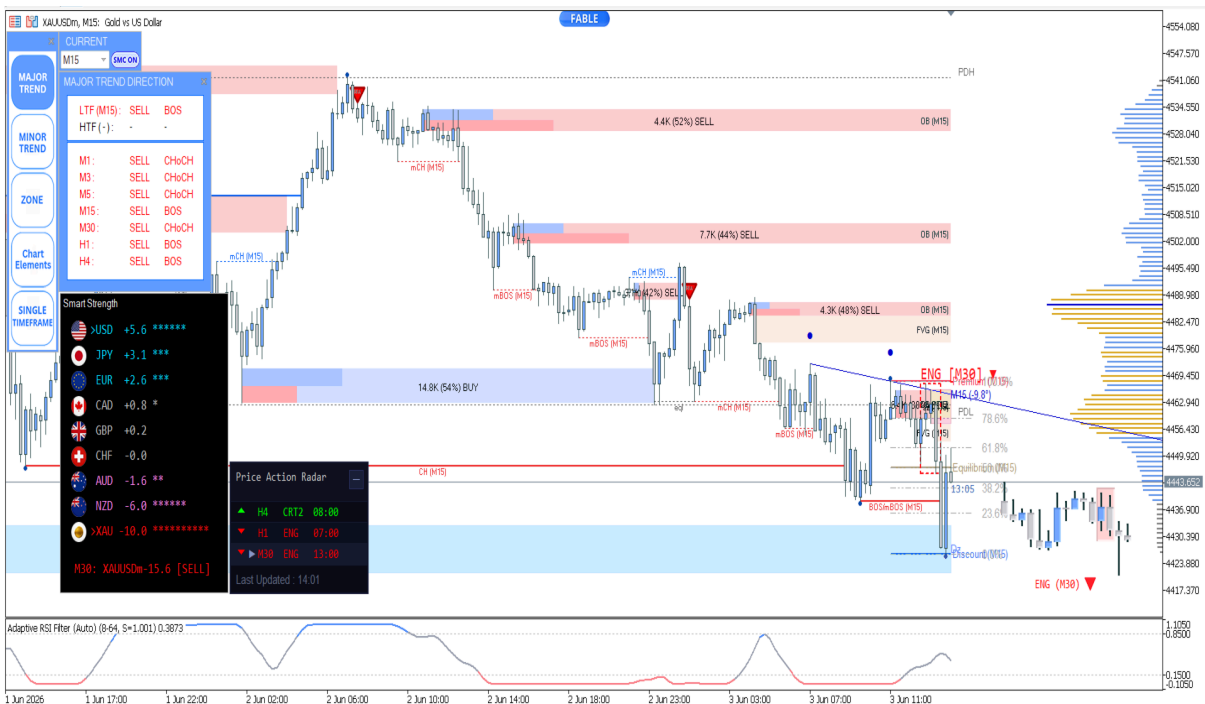 XAUUSDm, M15: Gold vs US Dollar
FABLE
CURRENT
M15
SMC ON
MAJOR TREND
MINOR TREND
ZONE
Chart Elements
SINGLE TIMEFRAME
MAJOR TREND DIRECTION
LTF (M15): SELL BOS
HTF (-): - -
M1: SELL CHoCH
M3: SELL CHoCH
M5: SELL CHoCH
M15: SELL BOS
M30: SELL CHoCH
H1: SELL BOS
H4: SELL BOS
Smart Strength
>USD +5.6 ******
JPY +3.1 ***
EUR +2.6 ***
CAD +0.8 *
GBP +0.2
CHF -0.0
AUD -1.6 **
NZD -6.0 ******
>XAU -10.0 **********
M30: XAUUSDm-15.6 [SELL]
Price Action Radar
H4 CRT2 08:00
H1 ENG 07:00
M30 ENG 13:00
Last Updated : 14:01
PDH
4.4K (52%) SELL
OB (M15)
mCH (M15)
7.7K (44%) SELL
OB (M15)
mCH (M15)
mCH (M15)
(42%) SELL
mBOS (M15)
4.3K (48%) SELL
OB (M15)
FVG (M15)
mBOS (M15)
14.8K (54%) BUY
eql
mCH (M15)
mBOS (M15)
CH (M15)
ENG [M30]
M15 (-9.8°)
PDL
78.6%
61.8%
13:05
38.2%
23.6%
ENG (M30)
4554.080
4547.570
4541.060
4534.550
4528.040
4521.530
4515.020
4508.510
4502.000
4495.490
4488.980
4482.470
4475.960
4469.450
4462.940
4456.430
4449.920
4443.652
4436.900
4430.390
4423.880
4417.370
Adaptive RSI Filter (Auto) (8-64, S=1.001) 0.3873
1.1050
0.8500
0.1500
-0.1050
1 Jun 2026
1 Jun 17:00
1 Jun 22:00
2 Jun 02:00
2 Jun 06:00
2 Jun 10:00
2 Jun 14:00
2 Jun 18:00
2 Jun 23:00
3 Jun 03:00
3 Jun 07:00
3 Jun 11:00